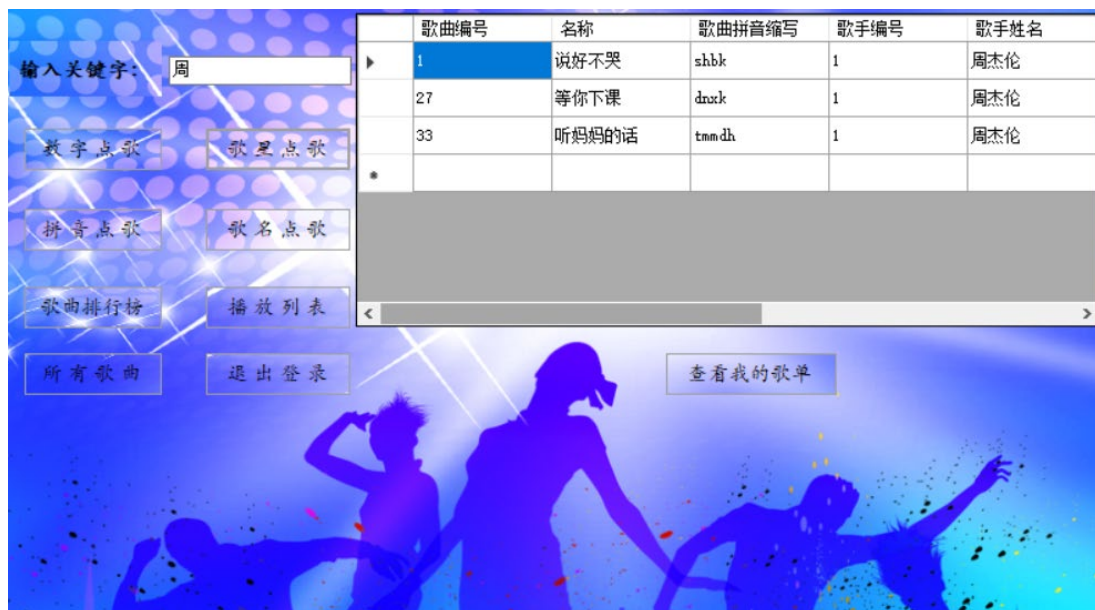 歌曲编号 名称 歌曲拼音缩写 歌手编号 歌手姓名
输入关键字： 周
1 说好不哭 shbk 1 周杰伦
27 等你下课 dnxk 1 周杰伦
33 听妈妈的话 tmmdh 1 周杰伦
数字点歌 歌星点歌
拼音点歌 歌名点歌
歌曲排行榜 播放列表
所有歌曲 退出登录 查看我的歌单